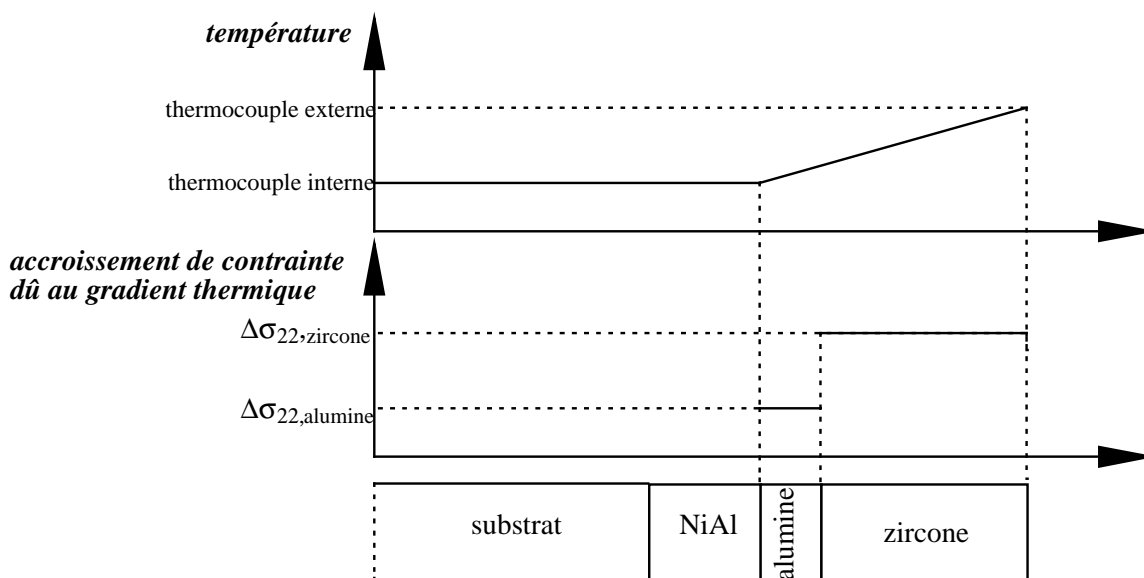 température
thermocouple externe
thermocouple interne
accroissement de contrainte
dû au gradient thermique
Δσ22,zircone
Δσ22,alumine
substrat
NiAl
alumine
zircone